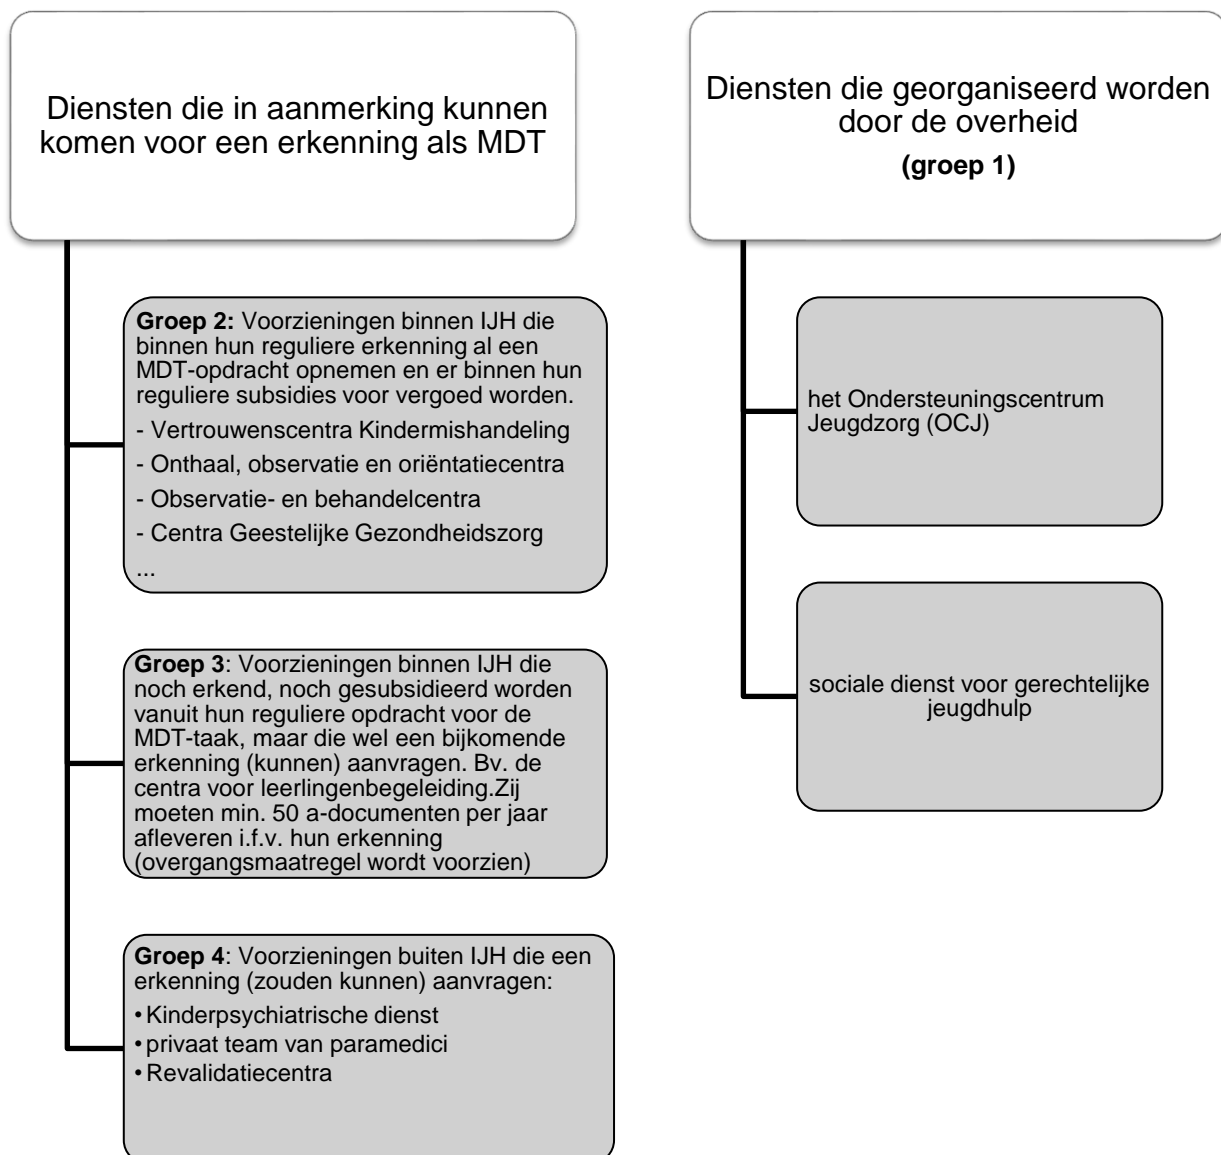 Diensten die in aanmerking kunnen
komen voor een erkenning als MDT
Groep 2: Voorzieningen binnen IJH die
binnen hun reguliere erkenning al een
MDT-opdracht opnemen en er binnen hun
reguliere subsidies voor vergoed worden.
- Vertrouwenscentra Kindermishandeling
- Onthaal, observatie en oriëntatiecentra
- Observatie- en behandelcentra
- Centra Geestelijke Gezondheidszorg
...
Groep 3: Voorzieningen binnen IJH die
noch erkend, noch gesubsidieerd worden
vanuit hun reguliere opdracht voor de
MDT-taak, maar die wel een bijkomende
erkenning (kunnen) aanvragen. Bv. de
centra voor leerlingenbegeleiding.Zij
moeten min. 50 a-documenten per jaar
afleveren i.f.v. hun erkenning
(overgangsmaatregel wordt voorzien)
Groep 4: Voorzieningen buiten IJH die een
erkenning (zouden kunnen) aanvragen:
• Kinderpsychiatrische dienst
• privaat team van paramedici
• Revalidatiecentra
Diensten die georganiseerd worden
door de overheid
(groep 1)
het Ondersteuningscentrum
Jeugdzorg (OCJ)
sociale dienst voor gerechtelijke
jeugdhulp